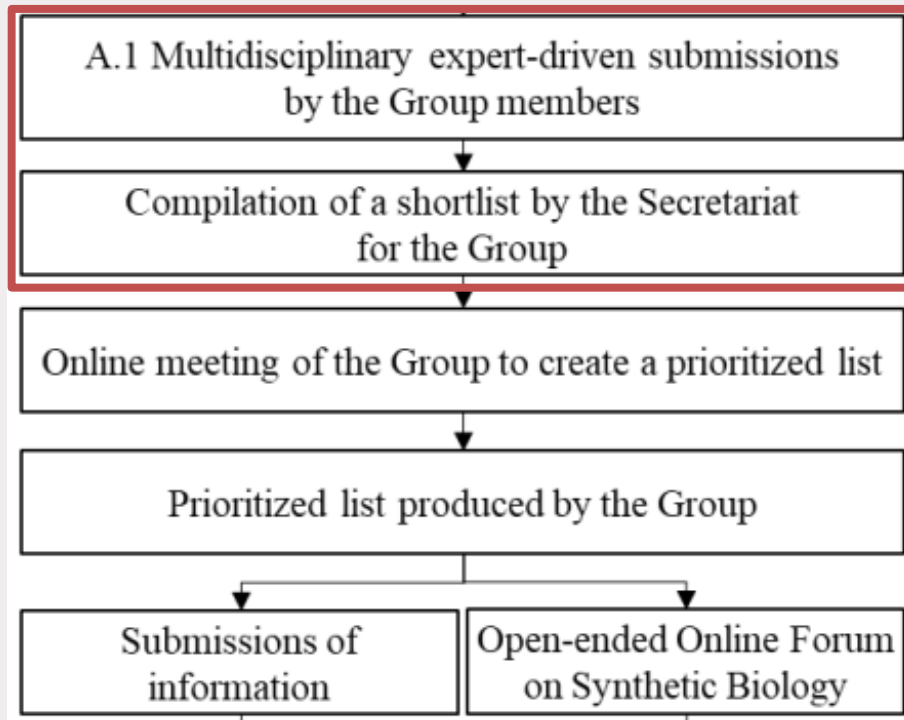 A.1 Multidisciplinary expert-driven submissions
by the Group members
Compilation of a shortlist by the Secretariat
for the Group
Online meeting of the Group to create a prioritized list
Prioritized list produced by the Group
Submissions of
information
Open-ended Online Forum
on Synthetic Biology